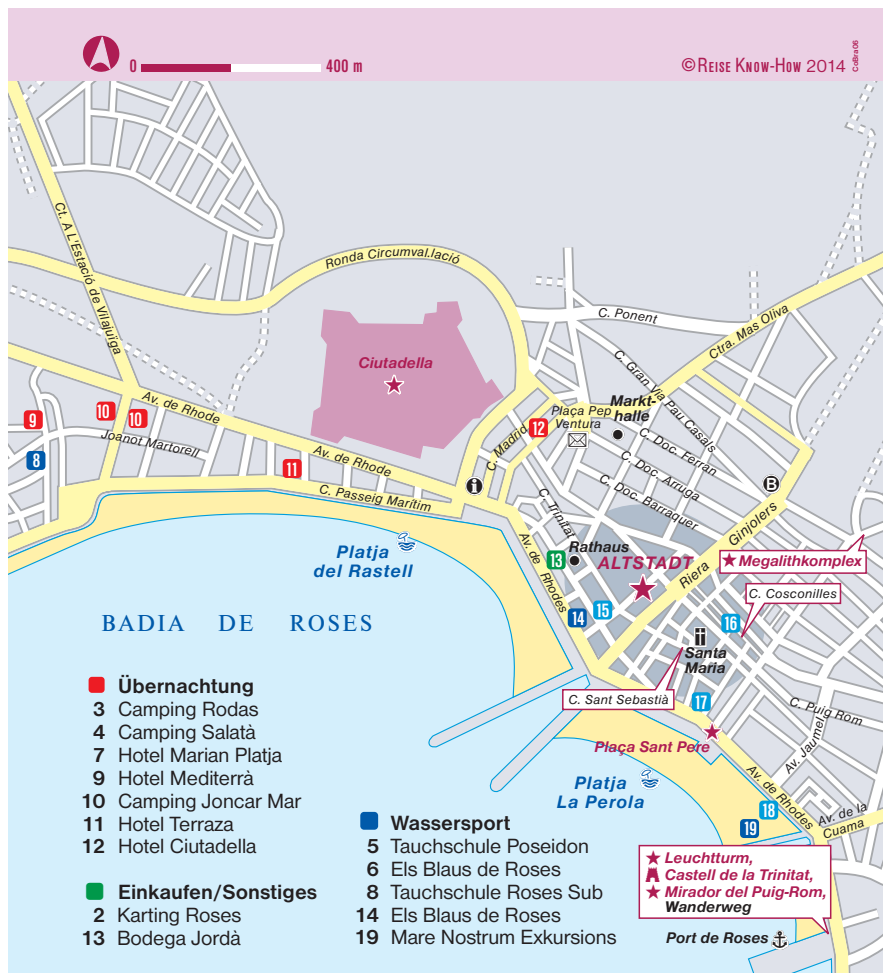 0 400 m
©REISE KNOW-HOW 2014
CoBra06
Ct. A L'Estació de Vilajuïga
Ronda Circumval.lació
C. Ponent
Ctra. Mas Oliva
Ciutadella
C. Gran Via Pau Casals
Markt-
halle
Plaça Pep
Ventura
9
10
10
Av. de Rhode
12
C. Madrid
C. Doc. Ferran
Joanot Martorell
8
11
Av. de Rhode
C. Doc. Arruga
C. Passeig Marítim
i
C. Doc. Barraquer
B
C. Trinitat
Riera Ginjolers
Platja
del Rastell
Av. de Rhodes
13
Rathaus
ALTSTADT
Megalithkomplex
C. Cosconilles
BADIA DE ROSES
14
15
16
Santa
Maria
C. Sant Sebastià
17
C. Puig Rom
Av. Jaume I
Plaça Sant Pere
Platja
La Perola
Av. de Rhodes
18
19
Av. de la
Cuama
Übernachtung
3 Camping Rodas
4 Camping Salatà
7 Hotel Marian Platja
9 Hotel Mediterrà
10 Camping Joncar Mar
11 Hotel Terraza
12 Hotel Ciutadella
Einkaufen/Sonstiges
2 Karting Roses
13 Bodega Jordà
Wassersport
5 Tauchschule Poseidon
6 Els Blaus de Roses
8 Tauchschule Roses Sub
14 Els Blaus de Roses
19 Mare Nostrum Exkursions
Leuchtturm,
Castell de la Trinitat,
Mirador del Puig-Rom,
Wanderweg
Port de Roses